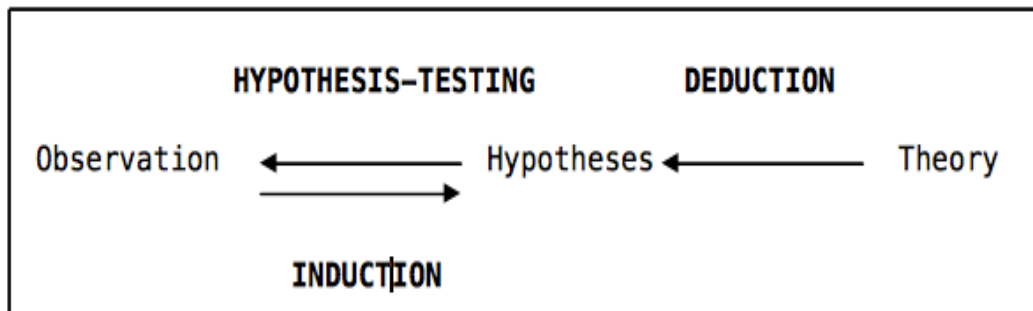 HYPOTHESIS–TESTING DEDUCTION
Observation Hypotheses Theory
INDUCTION